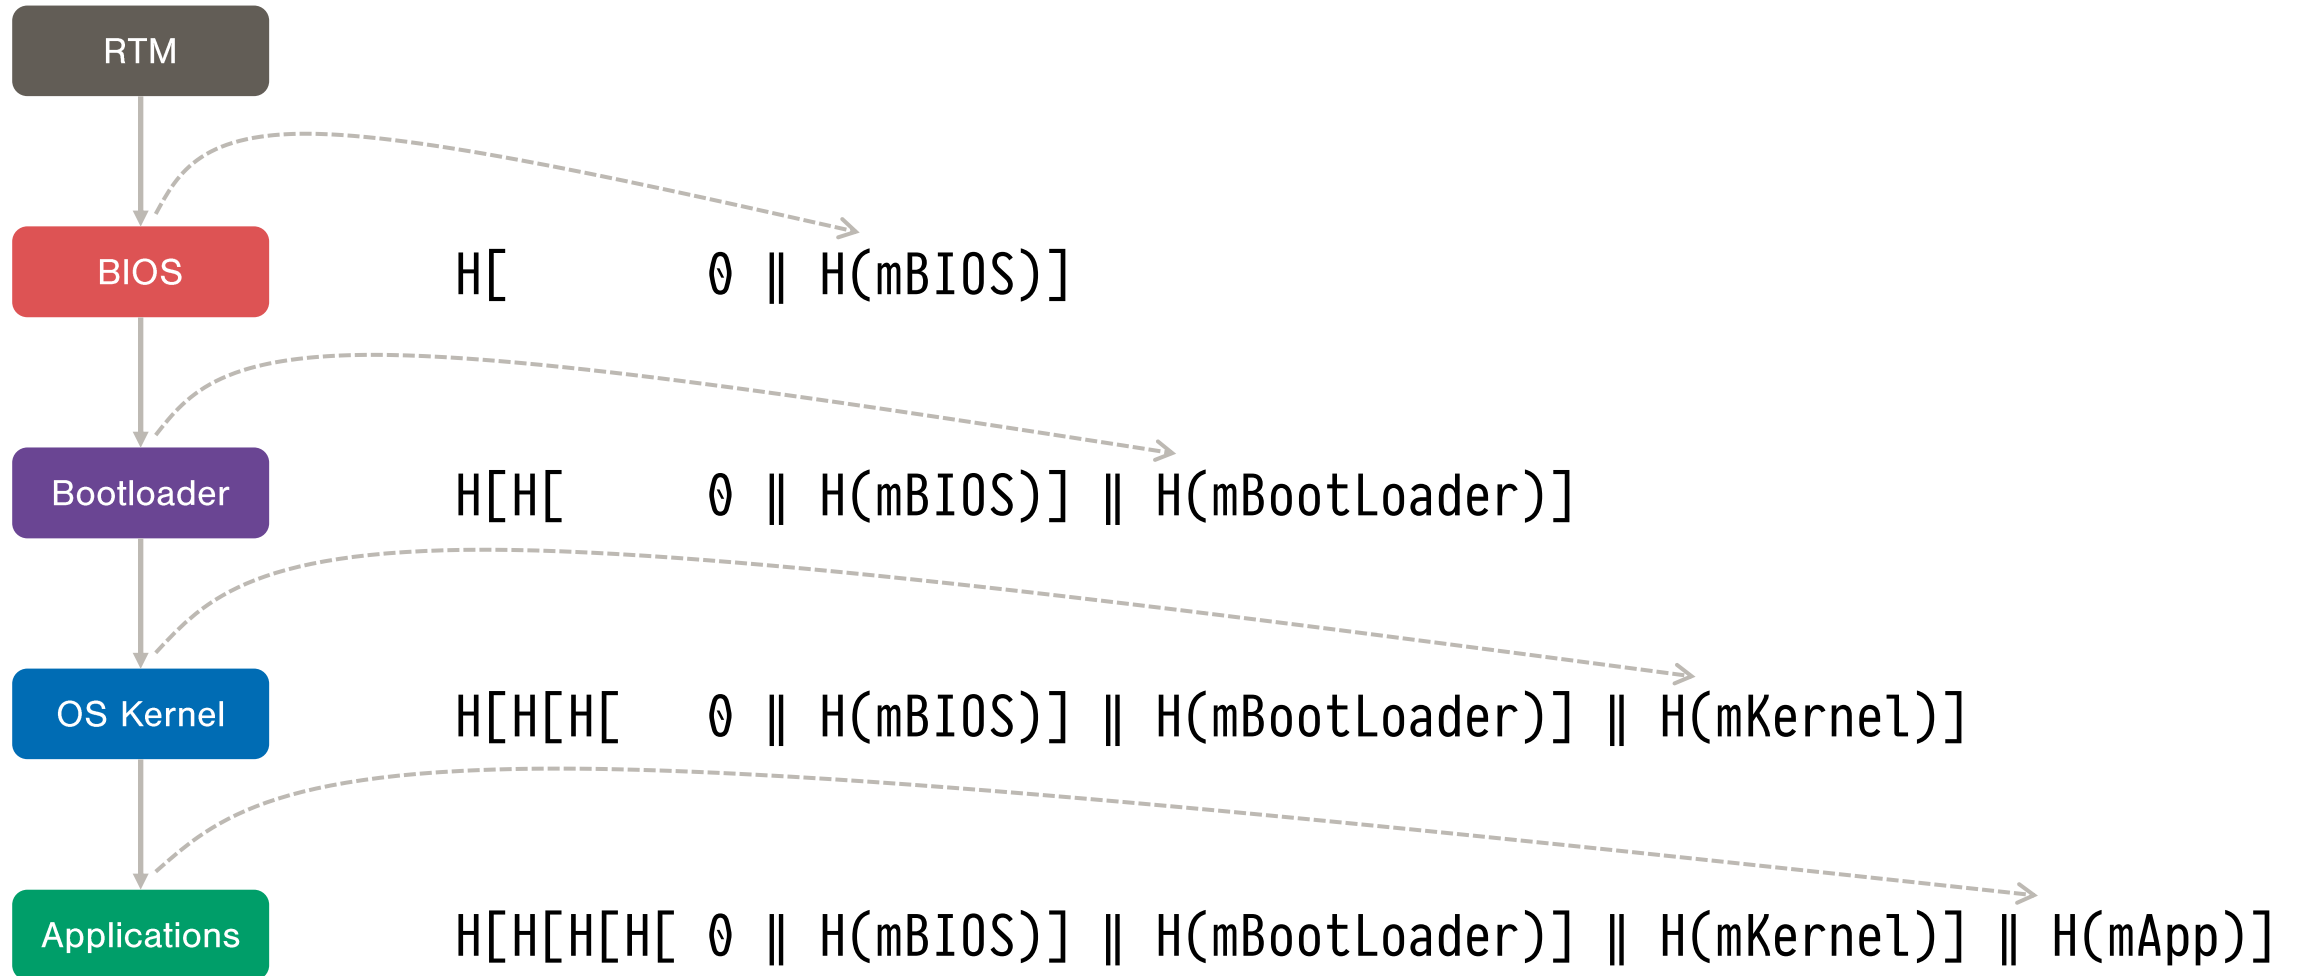 RTM
BIOS H[ 0 ‖ H(mBIOS)]
Bootloader H[H[ 0 ‖ H(mBIOS)] ‖ H(mBootLoader)]
OS Kernel H[H[H[ 0 ‖ H(mBIOS)] ‖ H(mBootLoader)] ‖ H(mKernel)]
Applications H[H[H[H[ 0 ‖ H(mBIOS)] ‖ H(mBootLoader)] ‖ H(mKernel)] ‖ H(mApp)]